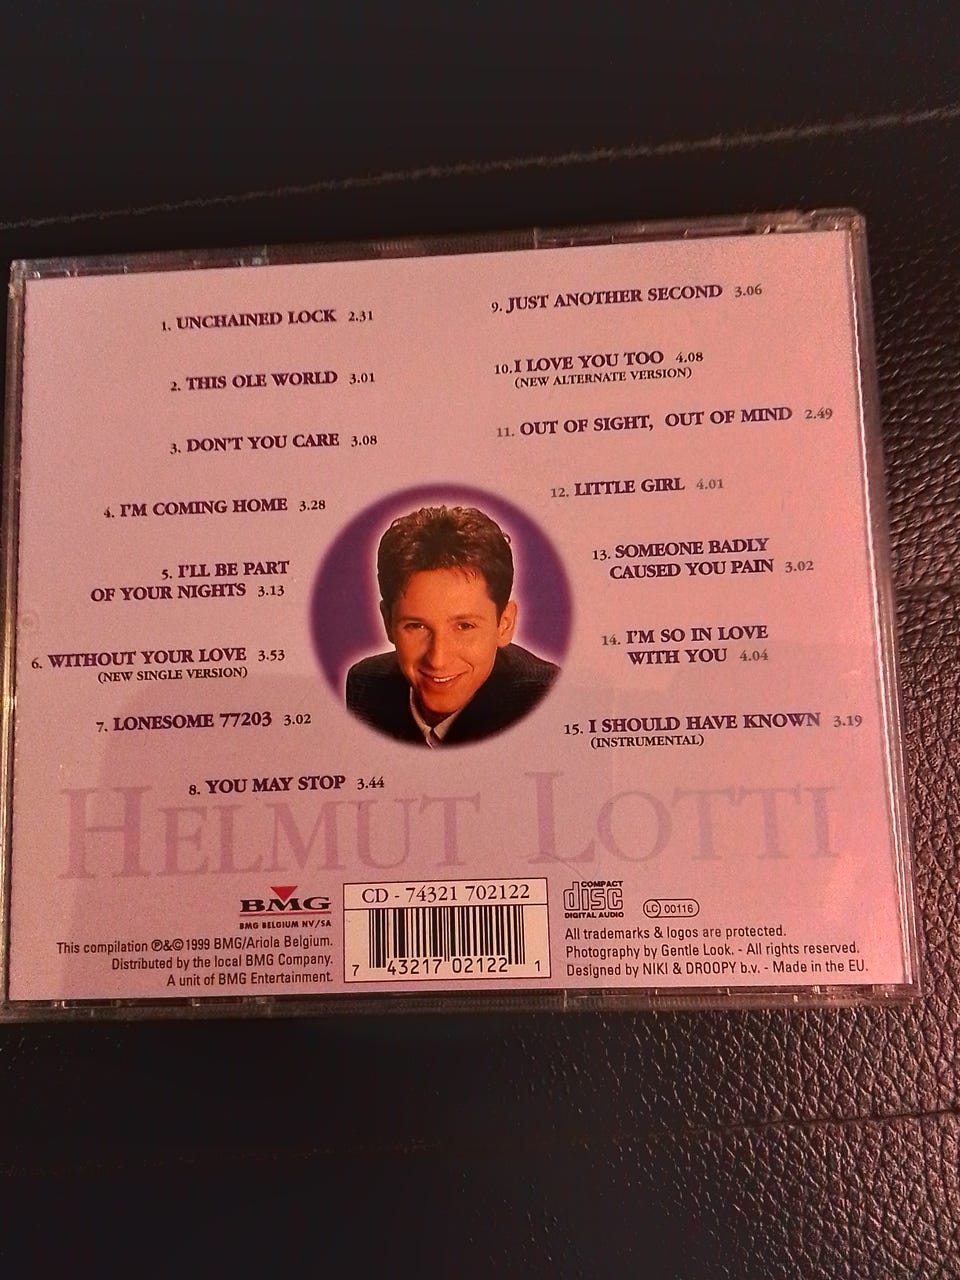 1. UNCHAINED LOCK 2.31
2. THIS OLE WORLD 3.01
3. DON'T YOU CARE 3.08
4. I'M COMING HOME 3.28
5. I'LL BE PART
OF YOUR NIGHTS 3.13
6. WITHOUT YOUR LOVE 3.53
(NEW SINGLE VERSION)
7. LONESOME 77203 3.02
8. YOU MAY STOP 3.44
9. JUST ANOTHER SECOND 3.06
10. I LOVE YOU TOO 4.08
(NEW ALTERNATE VERSION)
11. OUT OF SIGHT, OUT OF MIND 2.49
12. LITTLE GIRL 4.01
13. SOMEONE BADLY
CAUSED YOU PAIN 3.02
14. I'M SO IN LOVE
WITH YOU 4.04
15. I SHOULD HAVE KNOWN 3.19
(INSTRUMENTAL)
HELMUT LOTTI
BMG
BMG BELGIUM NV/SA
This compilation ℗&©1999 BMG/Ariola Belgium.
Distributed by the local BMG Company.
A unit of BMG Entertainment.
CD - 74321 702122
7 43217 02122 1
COMPACT
disc
DIGITAL AUDIO
LC 00116
All trademarks & logos are protected.
Photography by Gentle Look. - All rights reserved.
Designed by NIKI & DROOPY b.v. - Made in the EU.